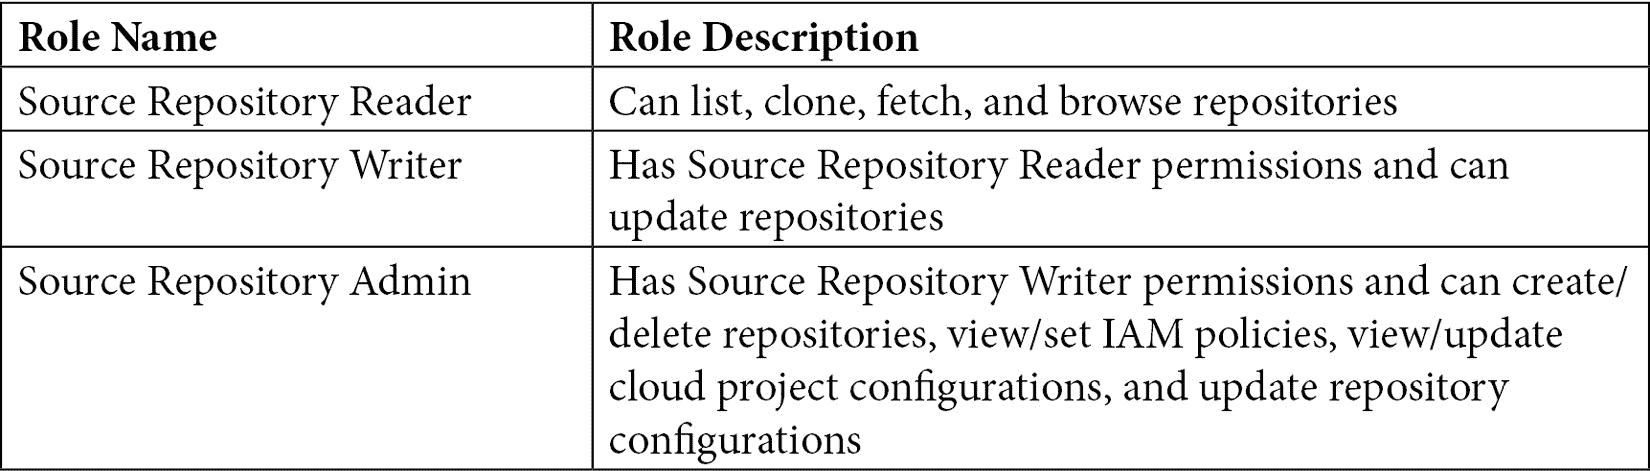 Role Name
Role Description
Source Repository Reader
Can list, clone, fetch, and browse repositories
Source Repository Writer
Has Source Repository Reader permissions and can
update repositories
Source Repository Admin
Has Source Repository Writer permissions and can create/
delete repositories, view/set IAM policies, view/update
cloud project configurations, and update repository
configurations